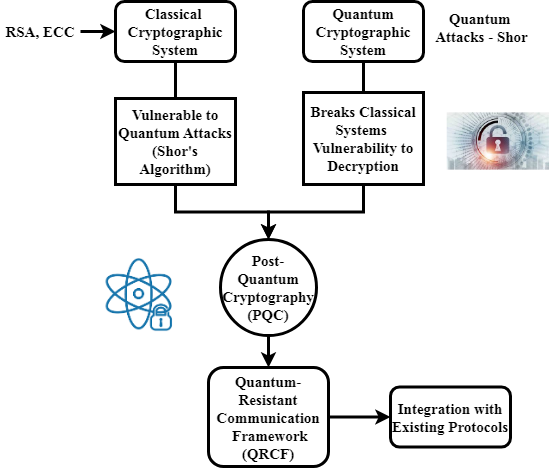 RSA, ECC
Classical
Cryptographic
System
Quantum
Cryptographic
System
Quantum
Attacks - Shor
Vulnerable to
Quantum Attacks
(Shor's
Algorithm)
Breaks Classical
Systems
Vulnerability to
Decryption
Post-
Quantum
Cryptography
(PQC)
Quantum-
Resistant
Communication
Framework
(QRCF)
Integration with
Existing Protocols